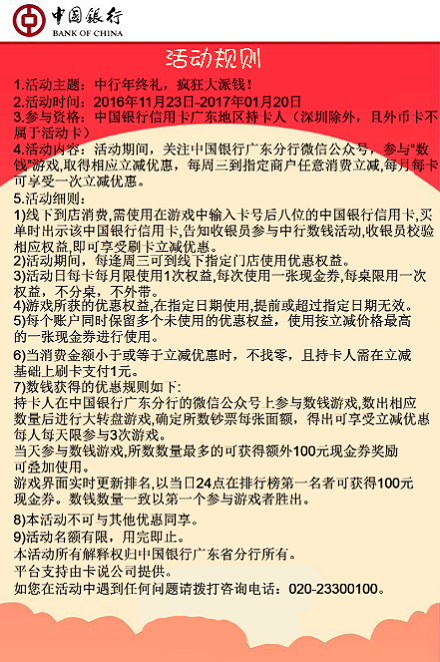 中国银行
BANK OF CHINA
活动规则
1.活动主题：中行年终礼，疯狂大派钱！
2.活动时间：2016年11月23日-2017年01月20日
3.参与资格：中国银行信用卡广东地区持卡人（深圳除外，且外币卡不
属于活动卡）
4.活动内容：活动期间，关注中国银行广东分行微信公众号，参与"数
钱"游戏,取得相应立减优惠，每周三到指定商户任意消费立减,每月每卡
可享受一次立减优惠。
5.活动细则：
1)线下到店消费,需使用在游戏中输入卡号后八位的中国银行信用卡,买
单时出示该中国银行信用卡,告知收银员参与中行数钱活动,收银员校验
相应权益,即可享受刷卡立减优惠。
2)活动期间，每逢周三可到线下指定门店使用优惠权益。
3)活动日每卡每月限使用1次权益,每次使用一张现金券,每桌限用一次
权益，不分桌，不外带。
4)游戏所获的优惠权益,在指定日期使用,提前或超过指定日期无效。
5)每个账户同时保留多个未使用的优惠权益，使用按立减价格最高
的一张现金券进行使用。
6)当消费金额小于或等于立减优惠时，不找零，且持卡人需在立减
基础上刷卡支付1元。
7)数钱获得的优惠规则如下:
持卡人在中国银行广东分行的微信公众号上参与数钱游戏,数出相应
数量后进行大转盘游戏,确定所数钞票每张面额，得出可享受立减优惠
每人每天限参与3次游戏。
当天参与数钱游戏,所数数量最多的可获得额外100元现金券奖励
可叠加使用。
游戏界面实时更新排名,以当日24点在排行榜第一名者可获得100元
现金券。数钱数量一致以第一个参与游戏者胜出。
8)本活动不可与其他优惠同享。
9)活动名额有限，用完即止。
本活动所有解释权归中国银行广东省分行所有。
平台支持由卡说公司提供。
如您在活动中遇到任何问题请拨打咨询电话：020-23300100。